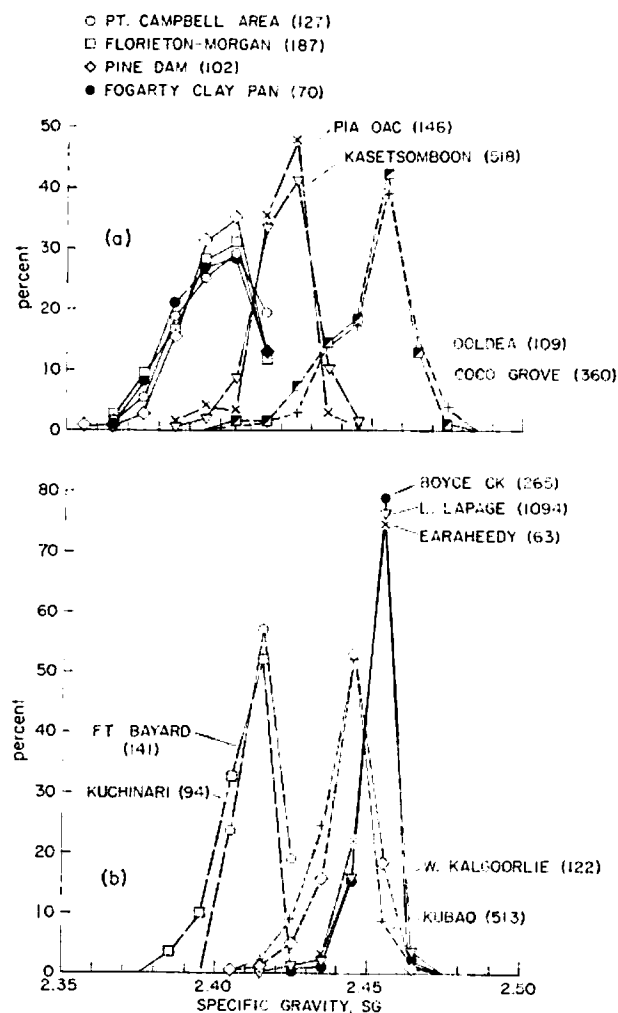 ○ PT. CAMPBELL AREA (127)
□ FLORIETON-MORGAN (187)
◇ PINE DAM (102)
● FOGARTY CLAY PAN (70)
50
40
30
20
10
0
percent
(a)
PIA OAC (146)
KASETSOMBOON (518)
OOLDEA (109)
COCO GROVE (360)
80
70
60
50
40
30
20
10
0
percent
(b)
BOYCE CK (265)
L. LAPAGE (1094)
EARAHEEDY (63)
FT BAYARD
(141)
KUCHINARI (94)
W. KALGOORLIE (122)
KUBAO (513)
2.35 2.40 2.45 2.50
SPECIFIC GRAVITY, SG